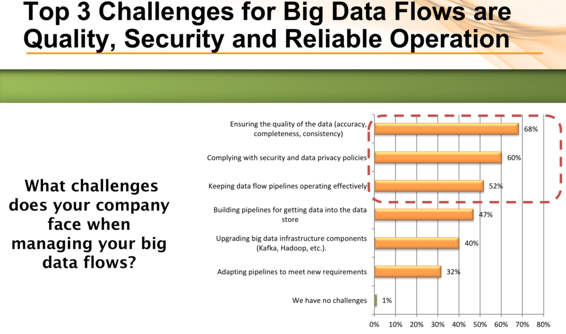 Top 3 Challenges for Big Data Flows are
Quality, Security and Reliable Operation
What challenges
does your company
face when
managing your big
data flows?
Ensuring the quality of the data (accuracy,
completeness, consistency)
68%
Complying with security and data privacy policies
60%
Keeping data flow pipelines operating effectively
52%
Building pipelines for getting data into the data
store
47%
Upgrading big data infrastructure components
(Kafka, Hadoop, etc.).
40%
Adapting pipelines to meet new requirements
32%
We have no challenges
1%
0% 10% 20% 30% 40% 50% 60% 70% 80%